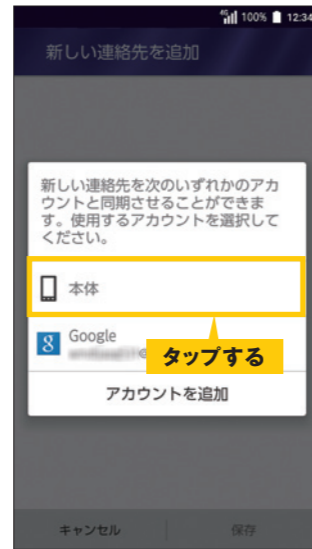 4G 100% 12:34
新しい連絡先を追加
新しい連絡先を次のいずれかのアカ
ウントと同期させることができま
す。使用するアカウントを選択して
ください。
本体
8 Google
タップする
アカウントを追加
キャンセル 保存